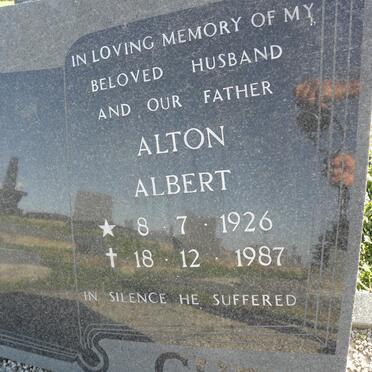 IN LOVING MEMORY OF MY
BELOVED HUSBAND
AND OUR FATHER
ALTON
ALBERT
★ 8 · 7 · 1926
✝ 18 · 12 · 1987
IN SILENCE HE SUFFERED